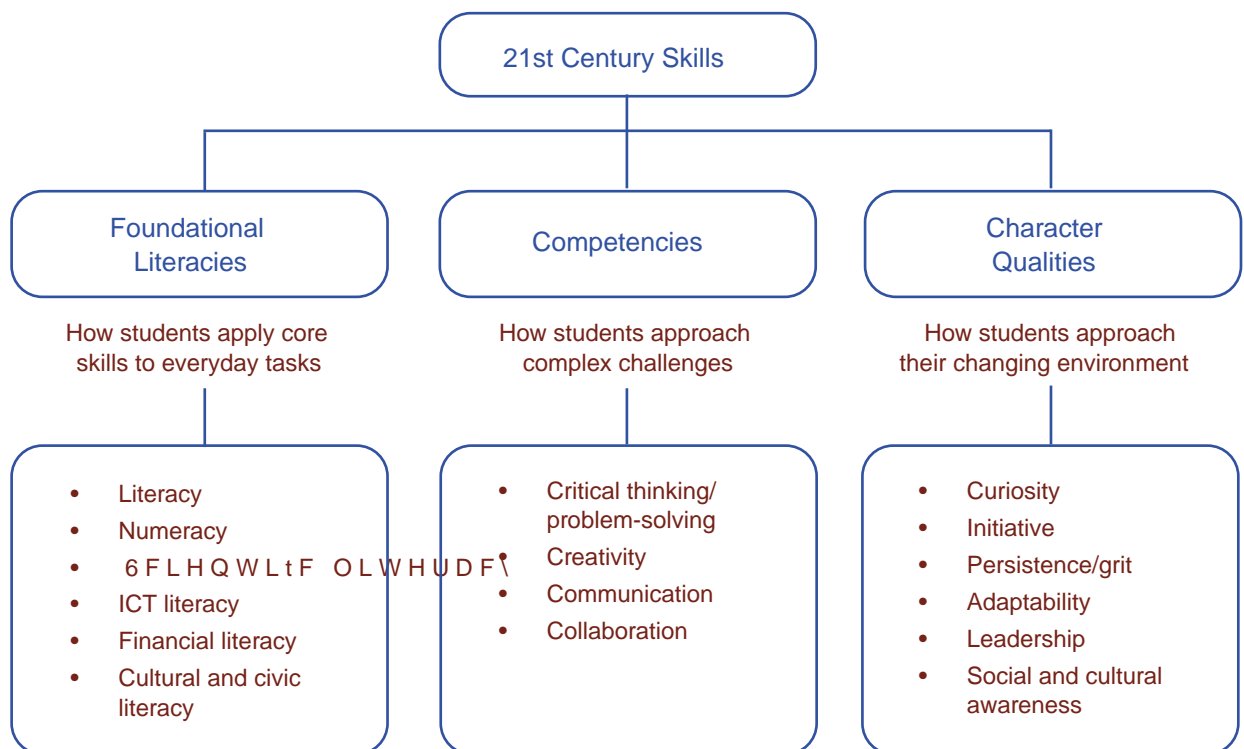 21st Century Skills
Foundational
Literacies
How students apply core
skills to everyday tasks
• Literacy
• Numeracy
• 6FLHQWLtF OLWHUDF\
• ICT literacy
• Financial literacy
• Cultural and civic
literacy
Competencies
How students approach
complex challenges
• Critical thinking/
problem-solving
• Creativity
• Communication
• Collaboration
Character
Qualities
How students approach
their changing environment
• Curiosity
• Initiative
• Persistence/grit
• Adaptability
• Leadership
• Social and cultural
awareness